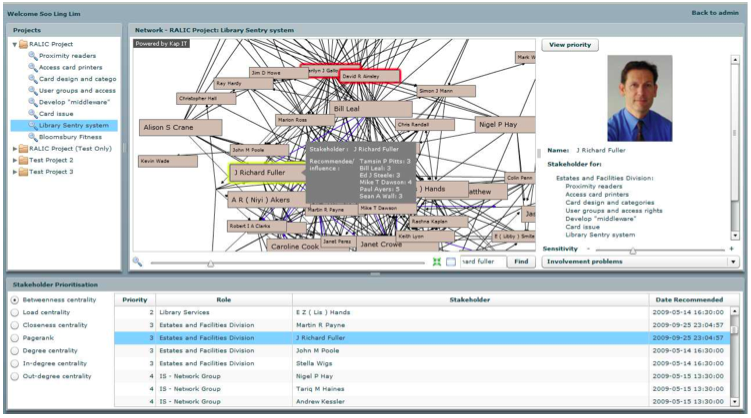 Welcome Soo Ling Lim
Back to admin
Projects
RALIC Project
Proximity readers
Access card printers
Card design and catego
User groups and access
Develop "middleware"
Card issue
Library Sentry system
Bloomsbury Fitness
RALIC Project (Test Only)
Test Project 2
Test Project 3
Network - RALIC Project: Library Sentry system
Powered by Kap IT
Mark W
Jim D Howe
David R Ainsley
Ray Hardy
Simon J Mann
Christopher Hall
Bill Leal
Marion Ross
Alison S Crane
Chris Randall
Nigel P Hay
John M Poole
Kevin Wade
Stakeholder : J Richard Fuller
Recommendes/
influence :
Tamsin P Pitts: 3
Bill Leal: 3
Ed J Steele: 3
Mike T Dawson: 4
Paul Ayers: 5
Sean A Wall: 3
J Richard Fuller
Colin Penn
) Hands
atthew
A R ( Niyi ) Akers
Martin R Payne
Mike T Dawson
Jas
Robert I A Clerke
Keith Lyon
E ( Libby ) Smile
Caroline Cook
Janet Perez
Janet Crowe
ard fuller
Find
View priority
Name: J Richard Fuller
Stakeholder for:
Estates and Facilities Division:
Proximity readers
Access card printers
Card design and categories
User groups and access rights
Develop "middleware"
Card issue
Library Sentry system
Sensitivity - +
Involvement problems
Stakeholder Prioritisation
Betweenness centrality
Load centrality
Closeness centrality
Pagerank
Degree centrality
In-degree centrality
Out-degree centrality
Priority Role Stakeholder Date Recommended
2 Library Services E Z ( Lis ) Hands 2009-05-14 16:30:00
3 Estates and Facilities Division Martin R Payne 2009-09-25 23:04:57
3 Estates and Facilities Division J Richard Fuller 2009-09-25 23:04:57
3 Estates and Facilities Division John M Poole 2009-05-14 16:30:00
3 Estates and Facilities Division Stella Wigs 2009-05-14 16:30:00
4 IS - Network Group Nigel P Hay 2009-05-15 13:30:00
4 IS - Network Group Tariq M Haines 2009-05-15 13:30:00
4 IS - Network Group Andrew Kessler 2009-05-15 13:30:00